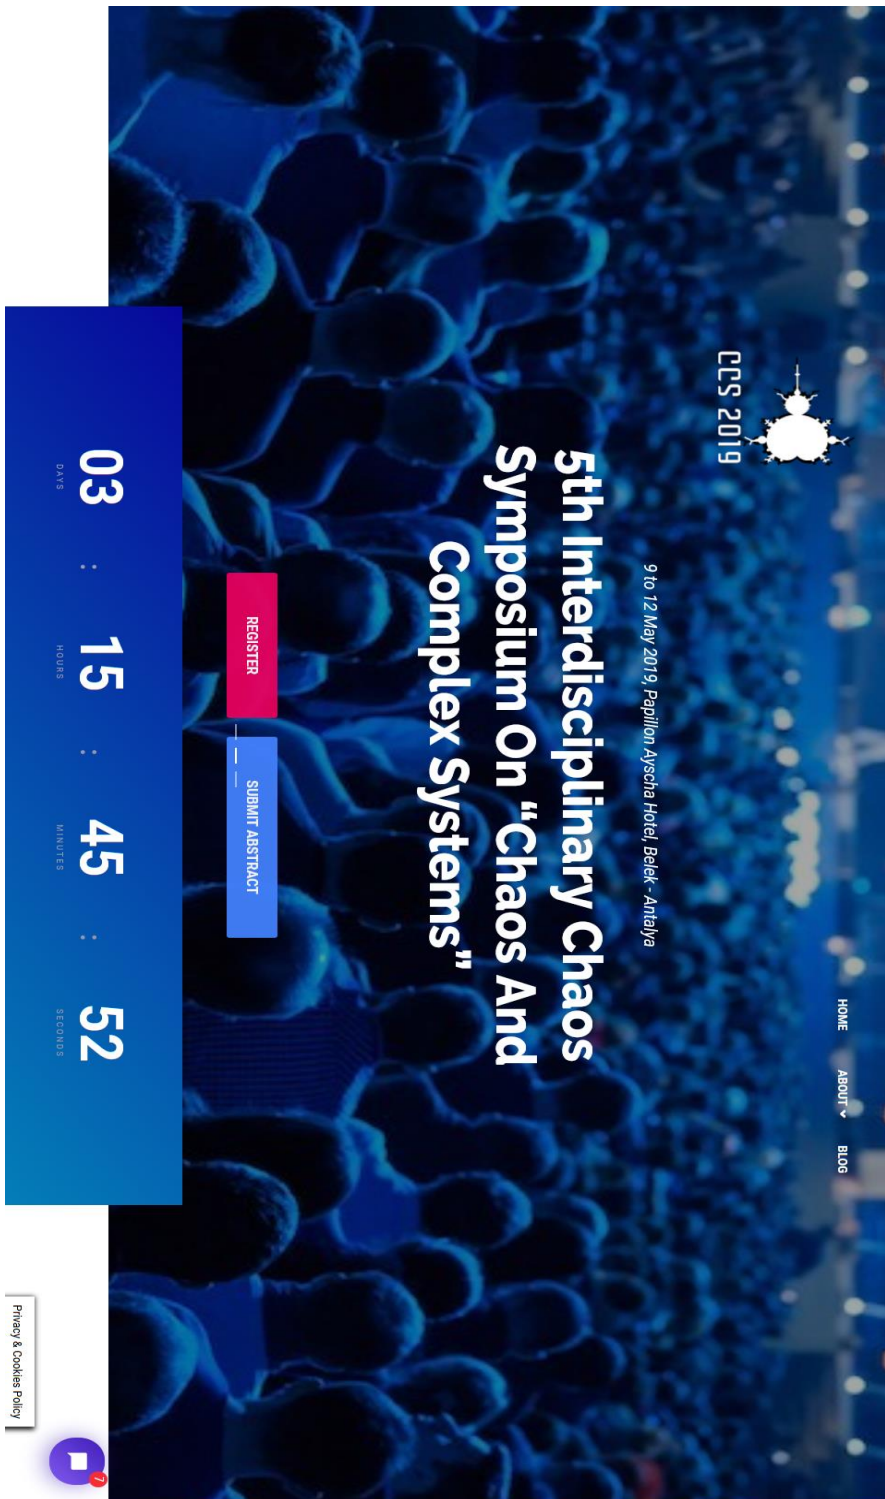 CCS 2019
HOME
ABOUT
BLOG
9 to 12 May 2019, Papillon Ayscha Hotel, Belek - Antalya
5th Interdisciplinary Chaos
Symposium On “Chaos And
Complex Systems”
REGISTER
SUBMIT ABSTRACT
03 : 15 : 45 : 52
DAYS HOURS MINUTES SECONDS
Privacy & Cookies Policy
7